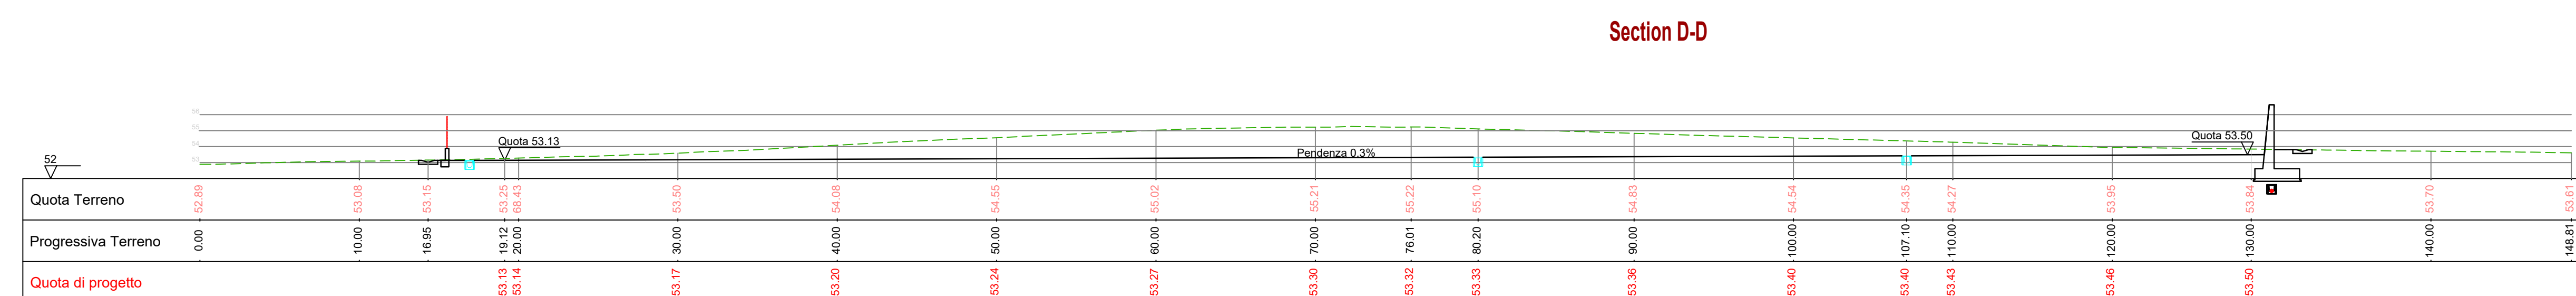 Section D-D
56
55
54
53
52
Quota 53.13
Pendenza 0.3%
Quota 53.50
Quota Terreno 52.89 53.08 53.15 53.25 68.43 53.50 54.08 54.55 55.02 55.21 55.22 55.10 54.83 54.54 54.35 54.27 53.95 53.84 53.70 53.61
Progressiva Terreno 0.00 10.00 16.95 19.12 20.00 30.00 40.00 50.00 60.00 70.00 76.01 80.20 90.00 100.00 107.10 110.00 120.00 130.00 140.00 148.81
Quota di progetto 53.13 53.14 53.17 53.20 53.24 53.27 53.30 53.32 53.33 53.36 53.40 53.40 53.43 53.46 53.50